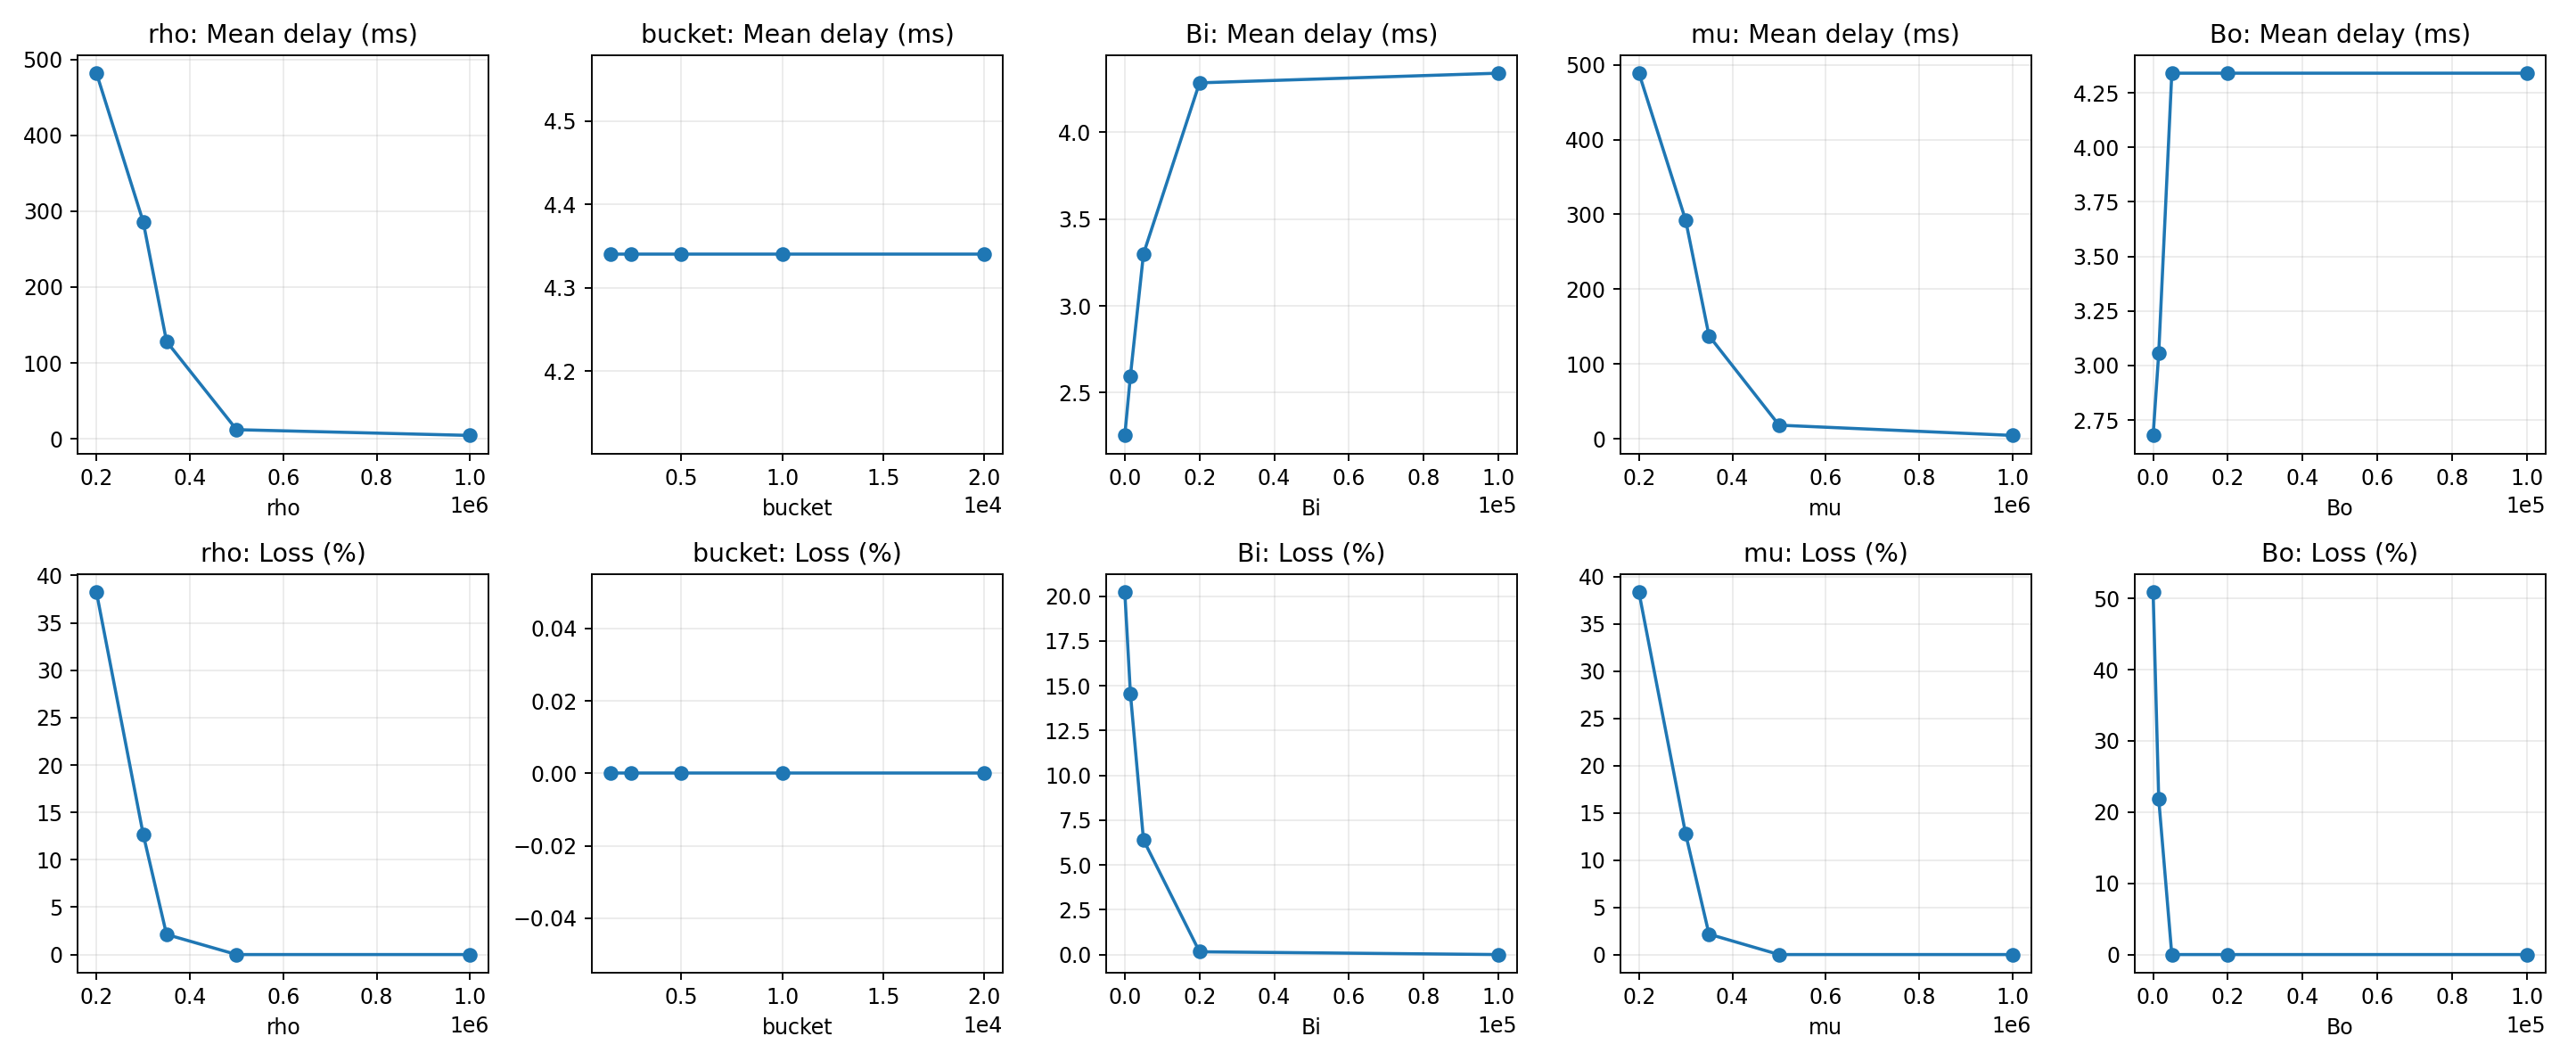 rho: Mean delay (ms)
500
400
300
200
100
0
0.2 0.4 0.6 0.8 1.0
1e6
rho
bucket: Mean delay (ms)
4.5
4.4
4.3
4.2
0.5 1.0 1.5 2.0
1e4
bucket
Bi: Mean delay (ms)
4.0
3.5
3.0
2.5
0.0 0.2 0.4 0.6 0.8 1.0
1e5
Bi
mu: Mean delay (ms)
500
400
300
200
100
0
0.2 0.4 0.6 0.8 1.0
1e6
mu
Bo: Mean delay (ms)
4.25
4.00
3.75
3.50
3.25
3.00
2.75
0.0 0.2 0.4 0.6 0.8 1.0
1e5
Bo
rho: Loss (%)
40
35
30
25
20
15
10
5
0
0.2 0.4 0.6 0.8 1.0
1e6
rho
bucket: Loss (%)
0.04
0.02
0.00
−0.02
−0.04
0.5 1.0 1.5 2.0
1e4
bucket
Bi: Loss (%)
20.0
17.5
15.0
12.5
10.0
7.5
5.0
2.5
0.0
0.0 0.2 0.4 0.6 0.8 1.0
1e5
Bi
mu: Loss (%)
40
35
30
25
20
15
10
5
0
0.2 0.4 0.6 0.8 1.0
1e6
mu
Bo: Loss (%)
50
40
30
20
10
0
0.0 0.2 0.4 0.6 0.8 1.0
1e5
Bo